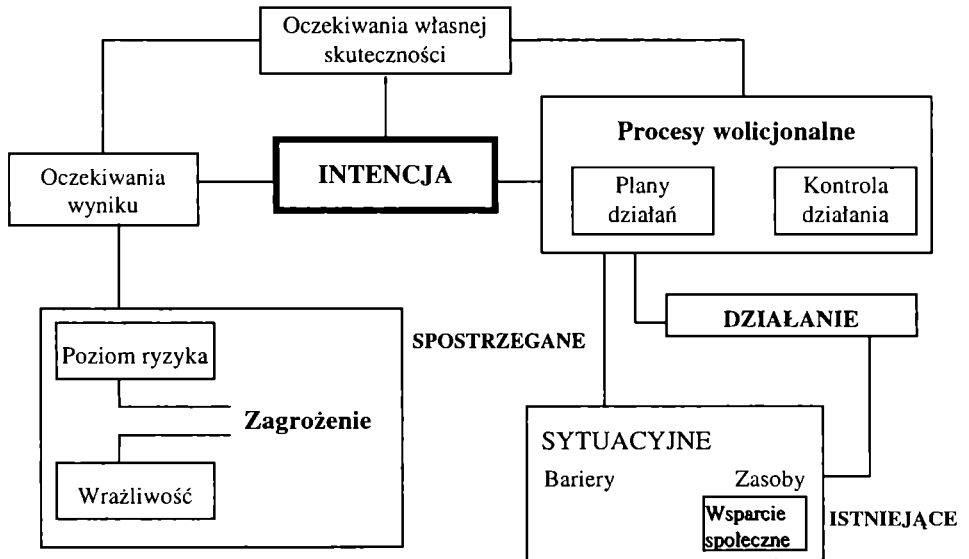 Oczekiwania własnej
skuteczności
Procesy wolicjonalne
Oczekiwania
wyniku
INTENCJA
Plany
działań
Kontrola
działania
DZIAŁANIE
SPOSTRZEGANE
Poziom ryzyka
Zagrożenie
Wrażliwość
SYTUACYJNE
Bariery
Zasoby
Wsparcie
społeczne
ISTNIEJĄCE